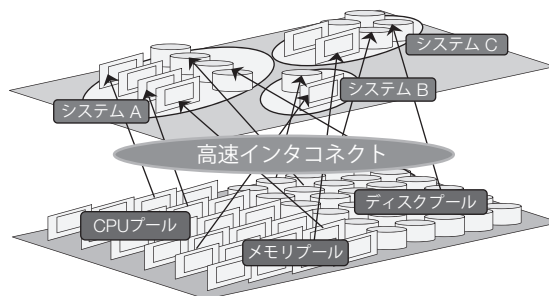 システム C
システム A
システム B
高速インタコネクト
ディスクプール
CPUプール
メモリプール